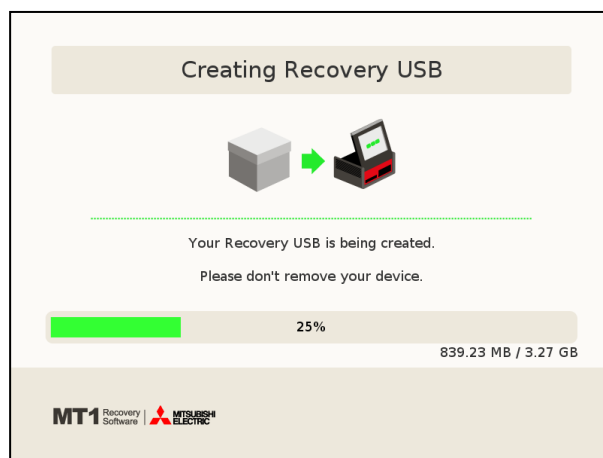 Creating Recovery USB
Your Recovery USB is being created.
Please don't remove your device.
25%
839.23 MB / 3.27 GB
MT1 Recovery Software
MITSUBISHI ELECTRIC